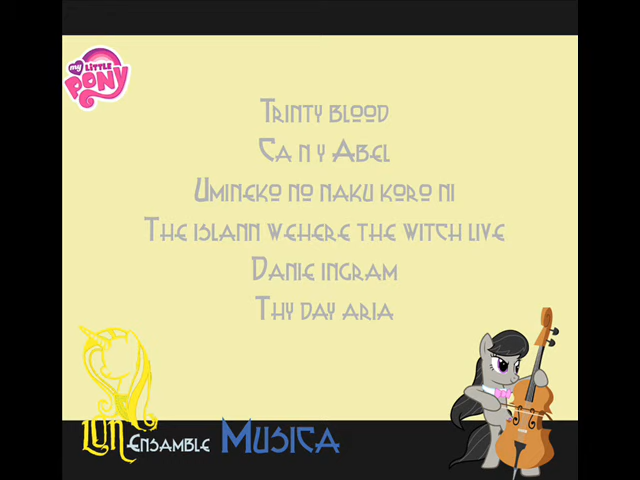 my LITTLE PONY
Trinty blood
Ca n y Abel
Umineko no naku koro ni
The islann wehere the witch live
Danie ingram
Thy day aria
LUN Ensamble Musica